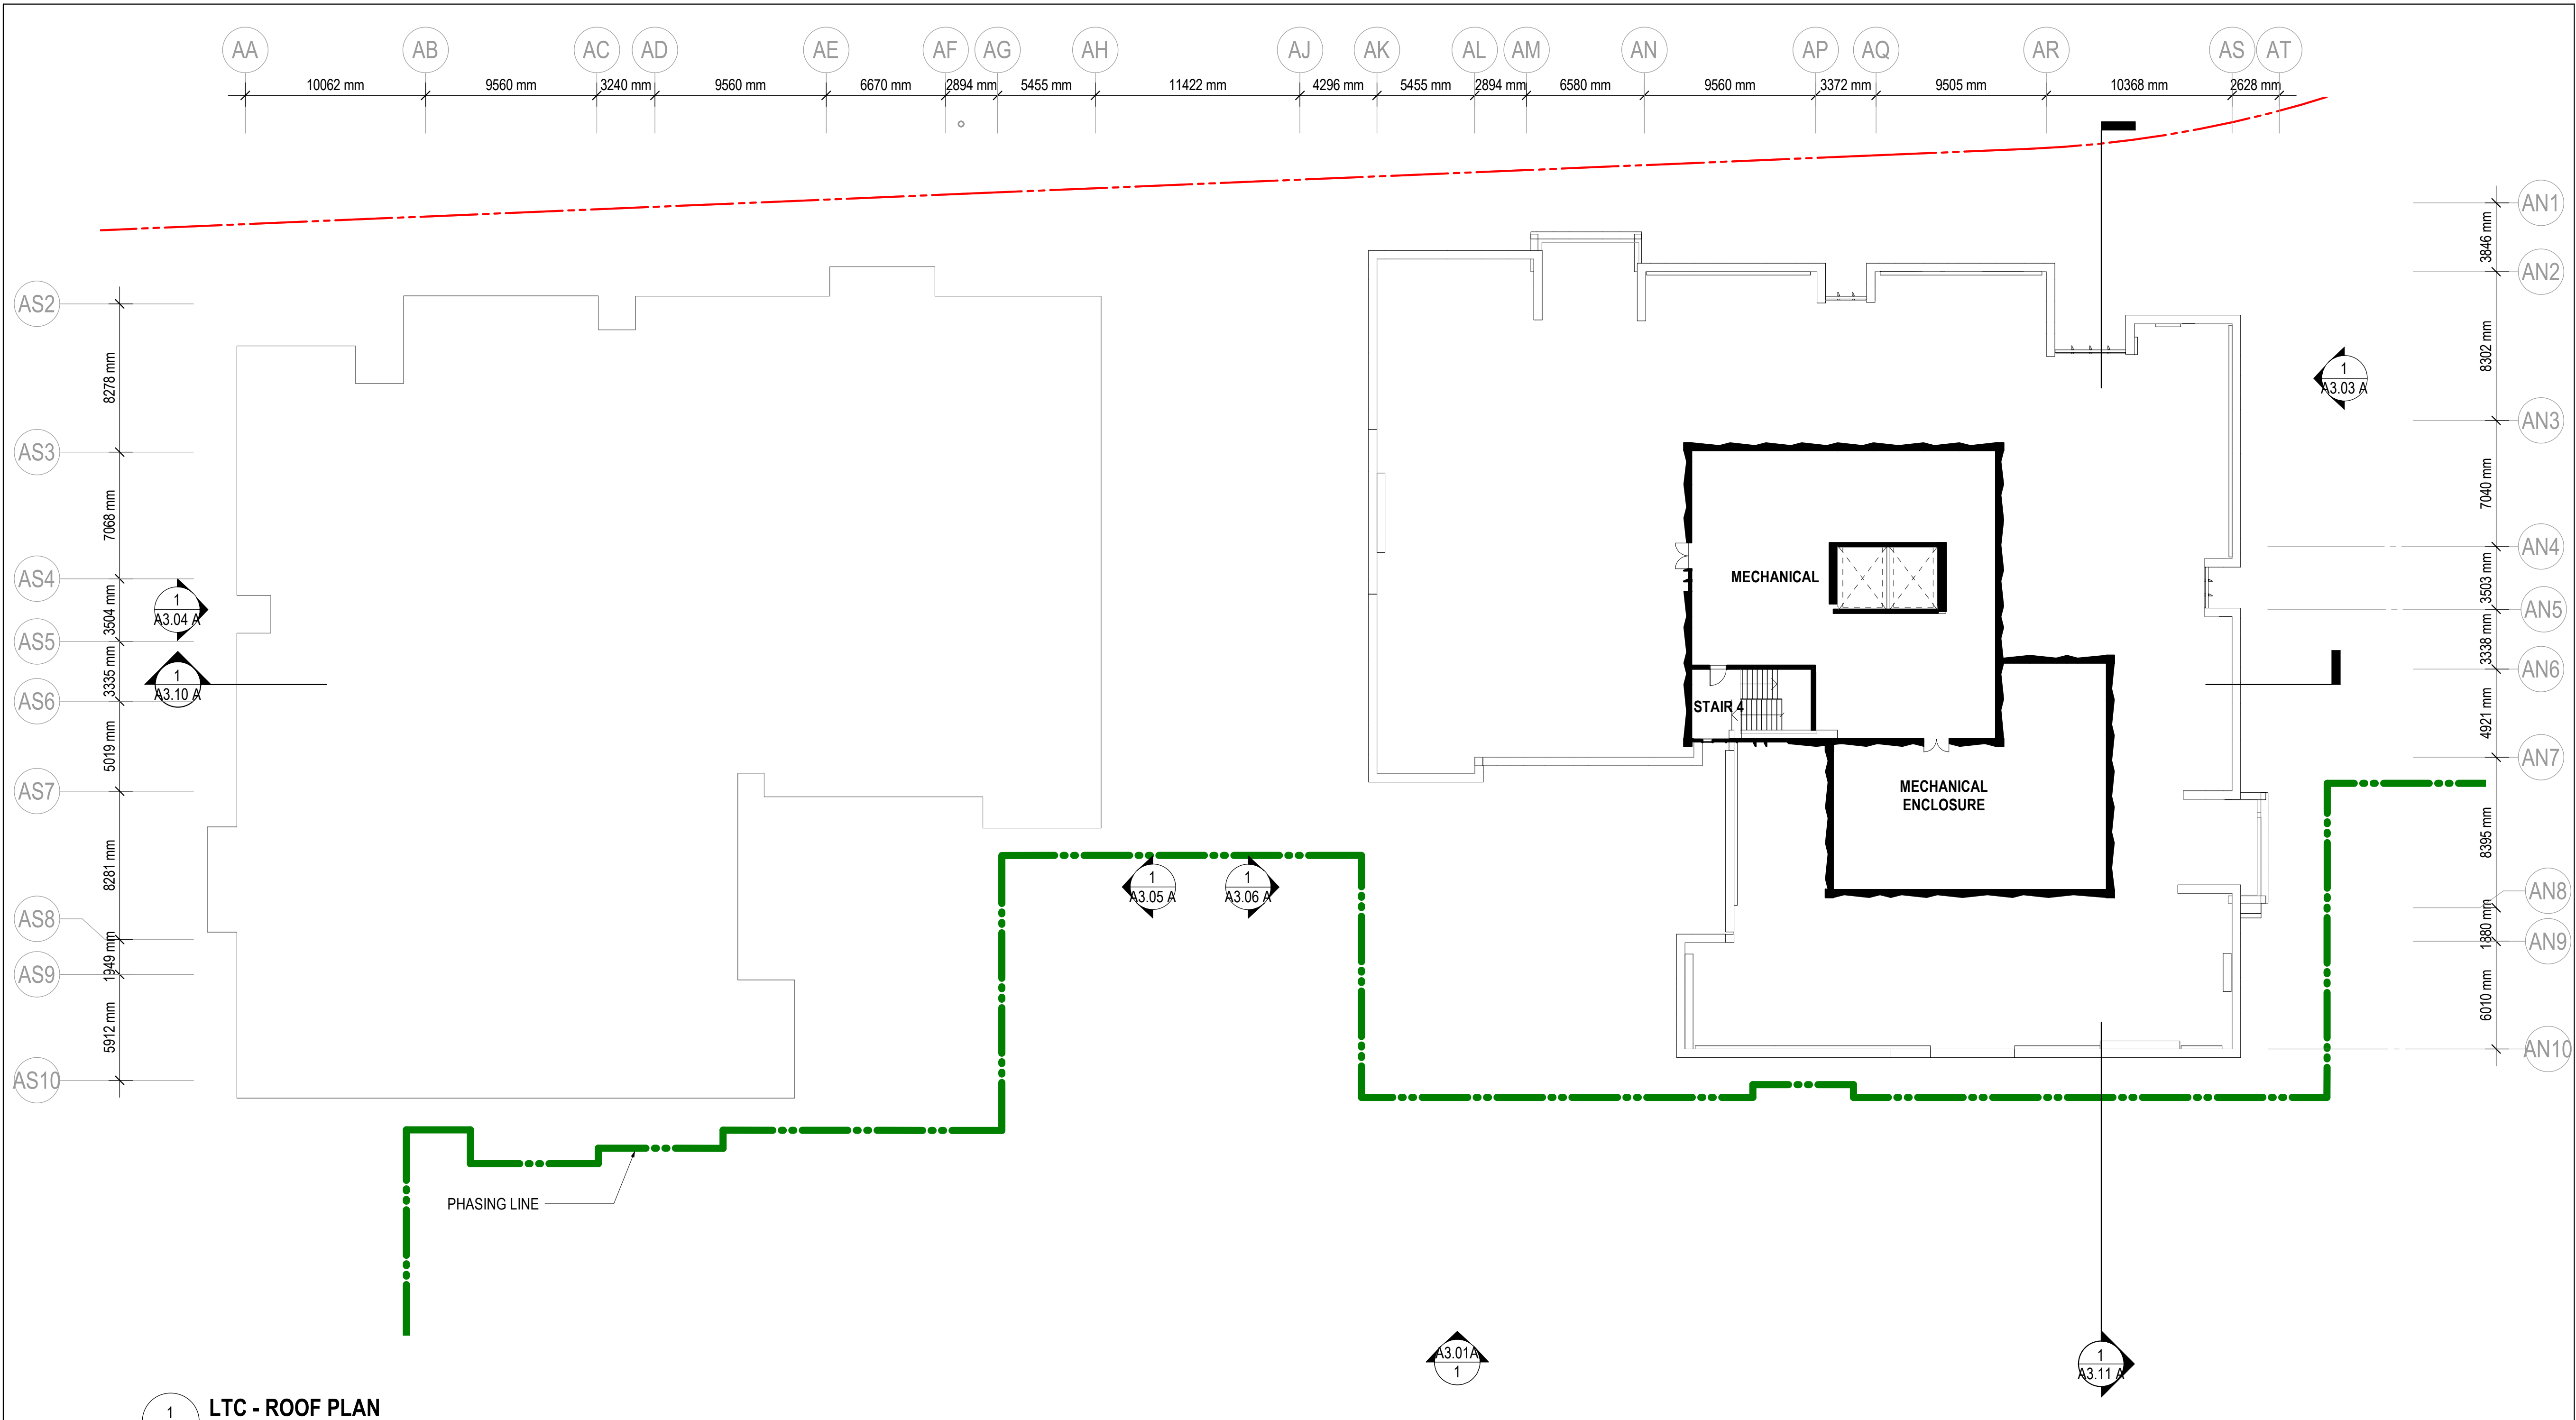 AA AB AC AD AE AF AG AH AJ AK AL AM AN AP AQ AR AS AT
10062 mm 9560 mm 3240 mm 9560 mm 6670 mm 2894 mm 5455 mm 11422 mm 4296 mm 5455 mm 2894 mm 6580 mm 9560 mm 3372 mm 9505 mm 10368 mm 2628 mm
AS2
8278 mm
AS3
7068 mm
AS4
3504 mm
AS5
3335 mm
AS6
5019 mm
AS7
8281 mm
AS8
1949 mm
AS9
5912 mm
AS10
1
A3.04 A
1
A3.10 A
MECHANICAL
STAIR 4
MECHANICAL
ENCLOSURE
1
A3.03 A
AN1
3846 mm
AN2
8302 mm
AN3
7040 mm
AN4
3503 mm
AN5
3338 mm
AN6
4921 mm
AN7
8395 mm
AN8
1880 mm
AN9
6010 mm
AN10
1
A3.05 A
1
A3.06 A
PHASING LINE
A3.01A
1
1
A3.11 A
1
LTC - ROOF PLAN